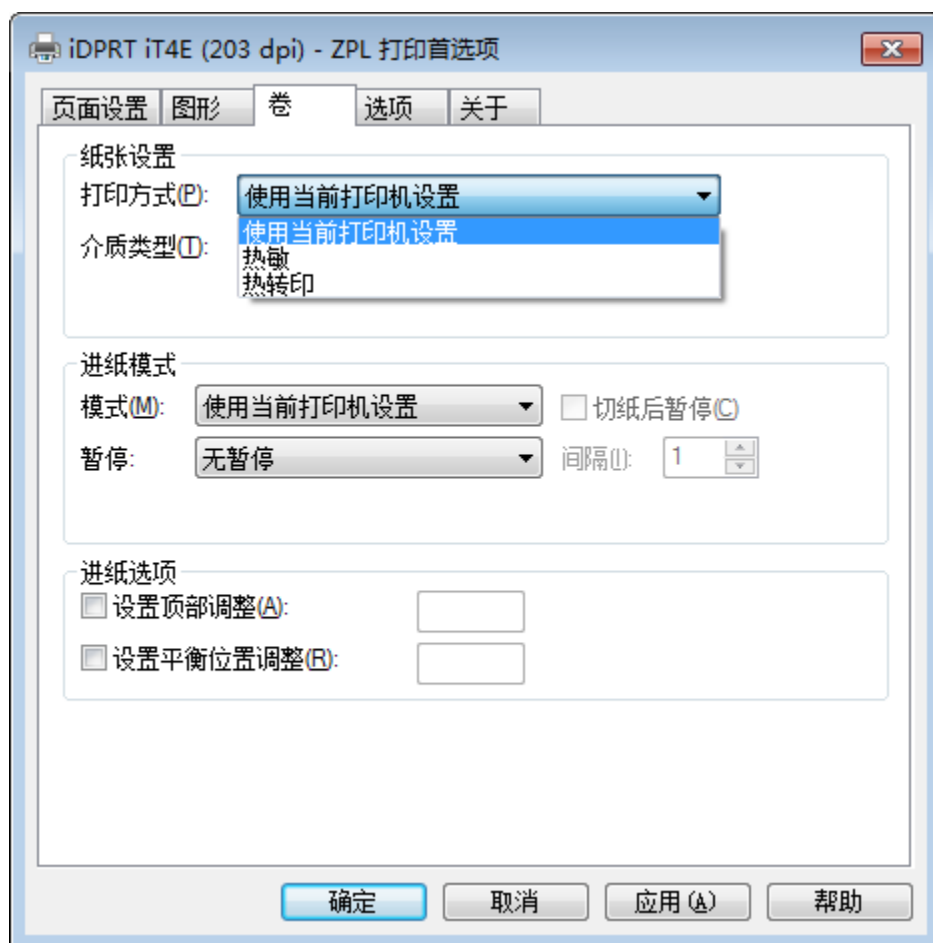 iDPRT iT4E (203 dpi) - ZPL 打印首选项
页面设置 图形 卷 选项 关于
纸张设置
打印方式(P): 使用当前打印机设置
使用当前打印机设置
介质类型(T):
热敏
热转印
进纸模式
模式(M): 使用当前打印机设置 切纸后暂停(C)
暂停: 无暂停 间隔(I): 1
进纸选项
设置顶部调整(A):
设置平衡位置调整(R):
确定 取消 应用(A) 帮助